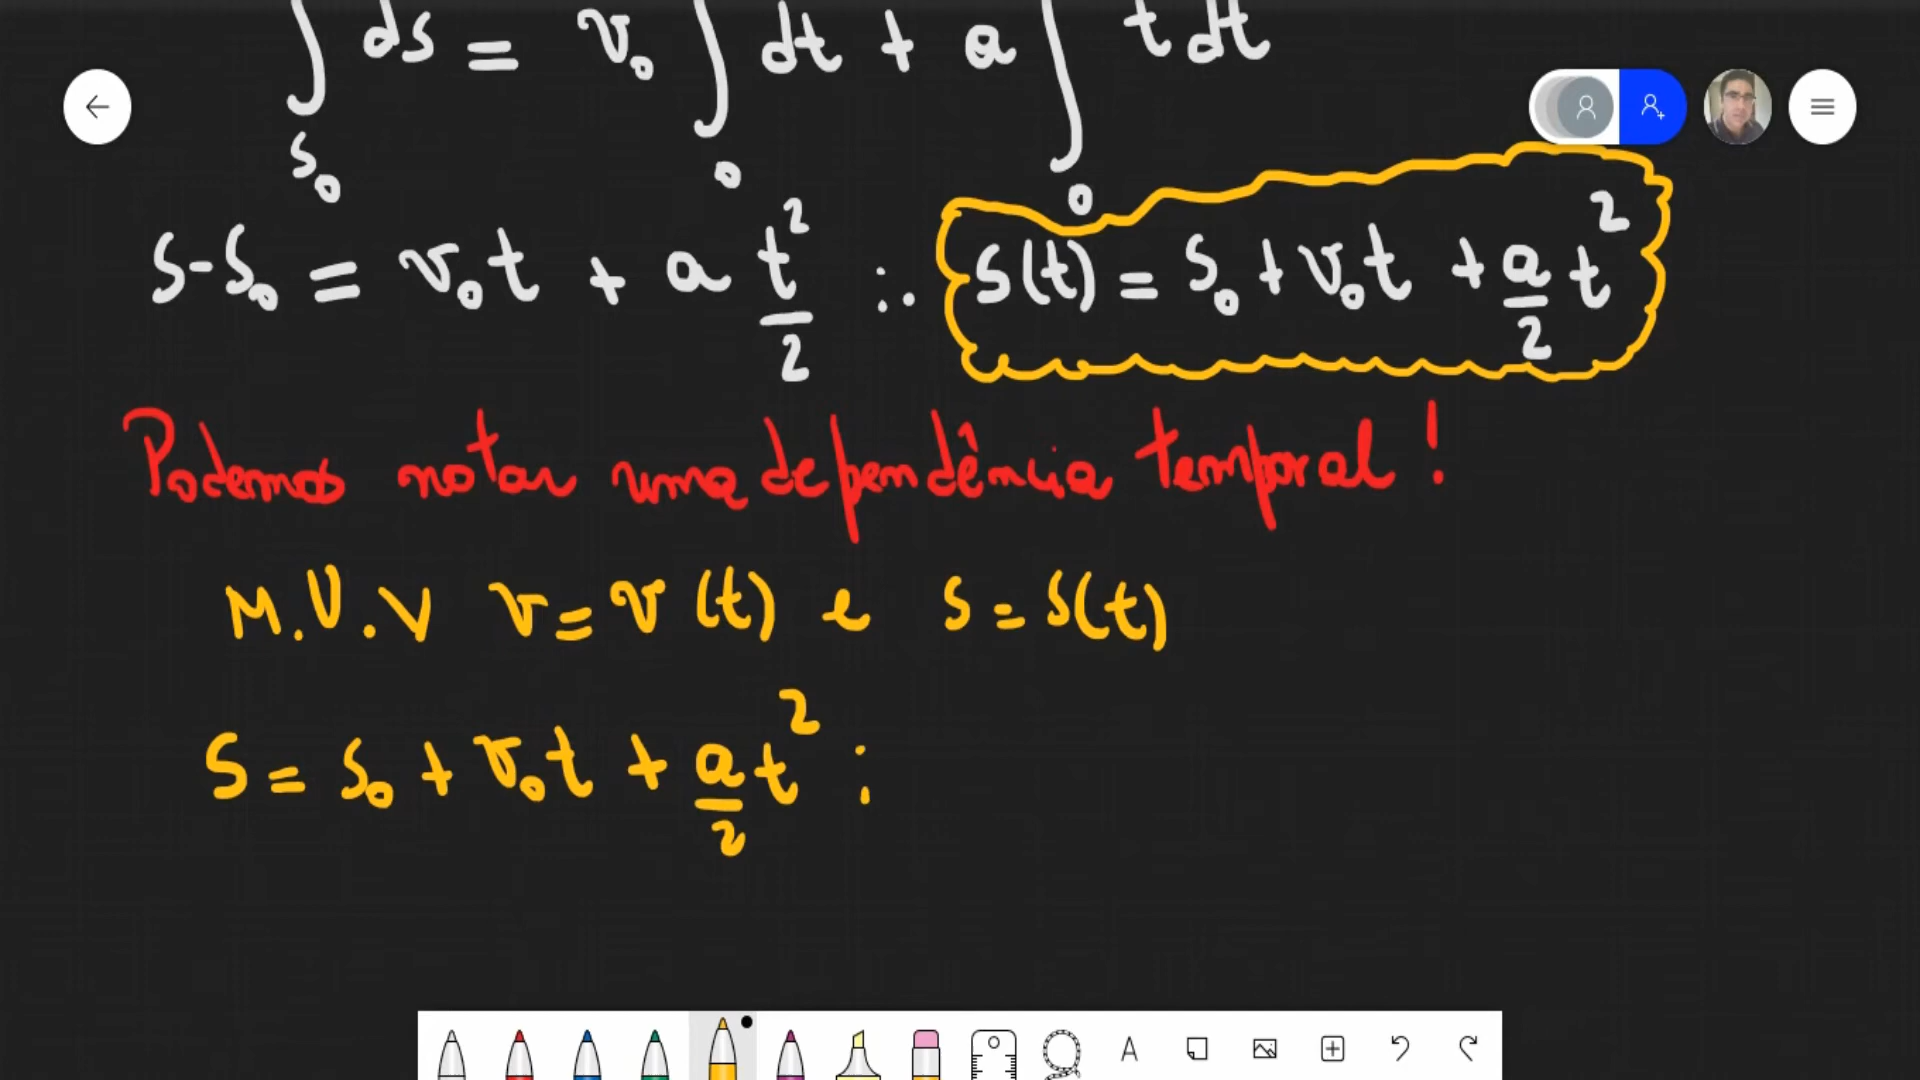 ∫ ds = v₀ ∫ dt + a ∫ t dt
s₀ 0 0
S-S₀ = v₀t + a t²/2 ∴ S(t) = S₀ + v₀t + a/2 t²
Podemos notar uma dependência temporal!
M.U.V v = v(t) e s = s(t)
S = S₀ + v₀t + a/2 t² :
A